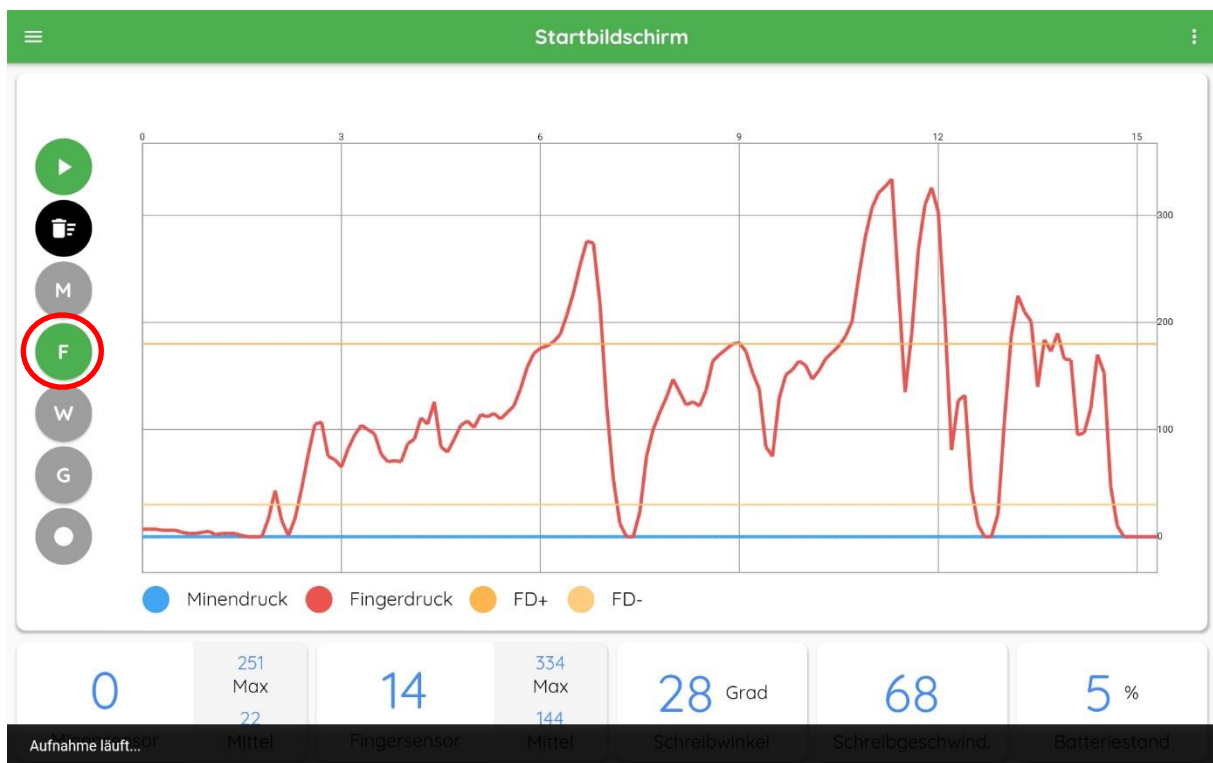 Startbildschirm
0 3 6 9 12 15
300
200
100
0
M
F
W
G
Minendruck Fingerdruck FD+ FD-
0
251
Max
22
Mittel
14
Fingersensor
334
Max
144
Mittel
28 Grad
Schreibwinkel
68
Schreibgeschwind.
5 %
Batteriestand
Aufnahme läuft...